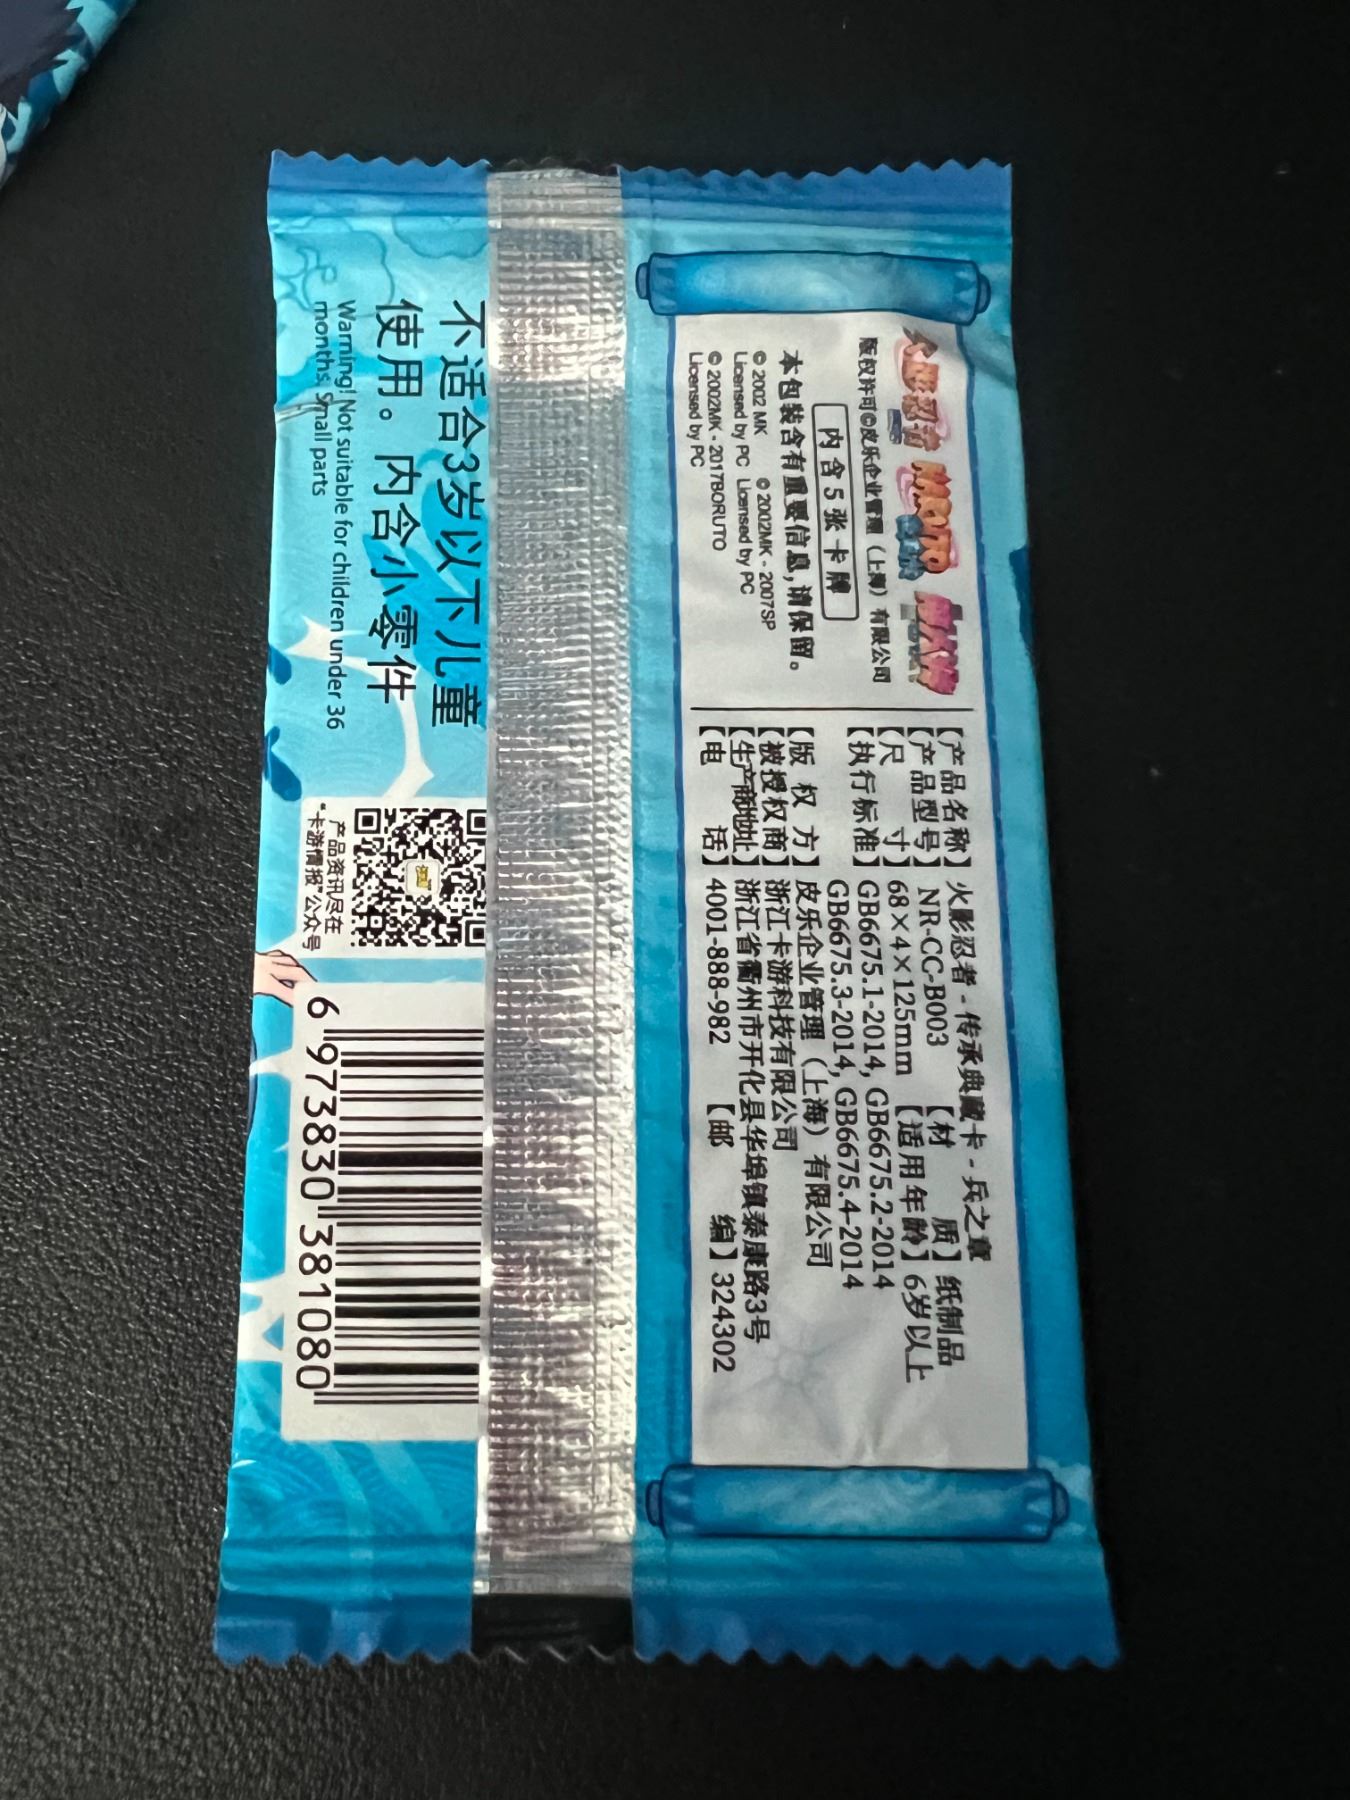 火影忍者 NARUTO
版权许可©皮乐企业管理（上海）有限公司
内含5张卡牌
本包装含有重要信息,请保留。
© 2002 MK © 2002MK - 2007SP
Licensed by PC Licensed by PC
© 2002MK - 2017BORUTO
Licensed by PC
【产品名称】火影忍者 - 传承典藏卡 - 兵之章
【产品型号】NR-CC-B003 【材 质】纸制品
【尺 寸】68×4×125mm 【适用年龄】6岁以上
【执行标准】GB6675.1-2014, GB6675.2-2014
GB6675.3-2014, GB6675.4-2014
【版 权 方】皮乐企业管理（上海）有限公司
【被授权商】浙江卡游科技有限公司
【生产商地址】浙江省衢州市开化县华埠镇泰康路3号
【电 话】4001-888-982 【邮 编】324302
不适合3岁以下儿童
使用。内含小零件
Warning! Not suitable for children under 36
months. Small parts
产品资讯尽在
“卡游情报”公众号
6 973830 381080